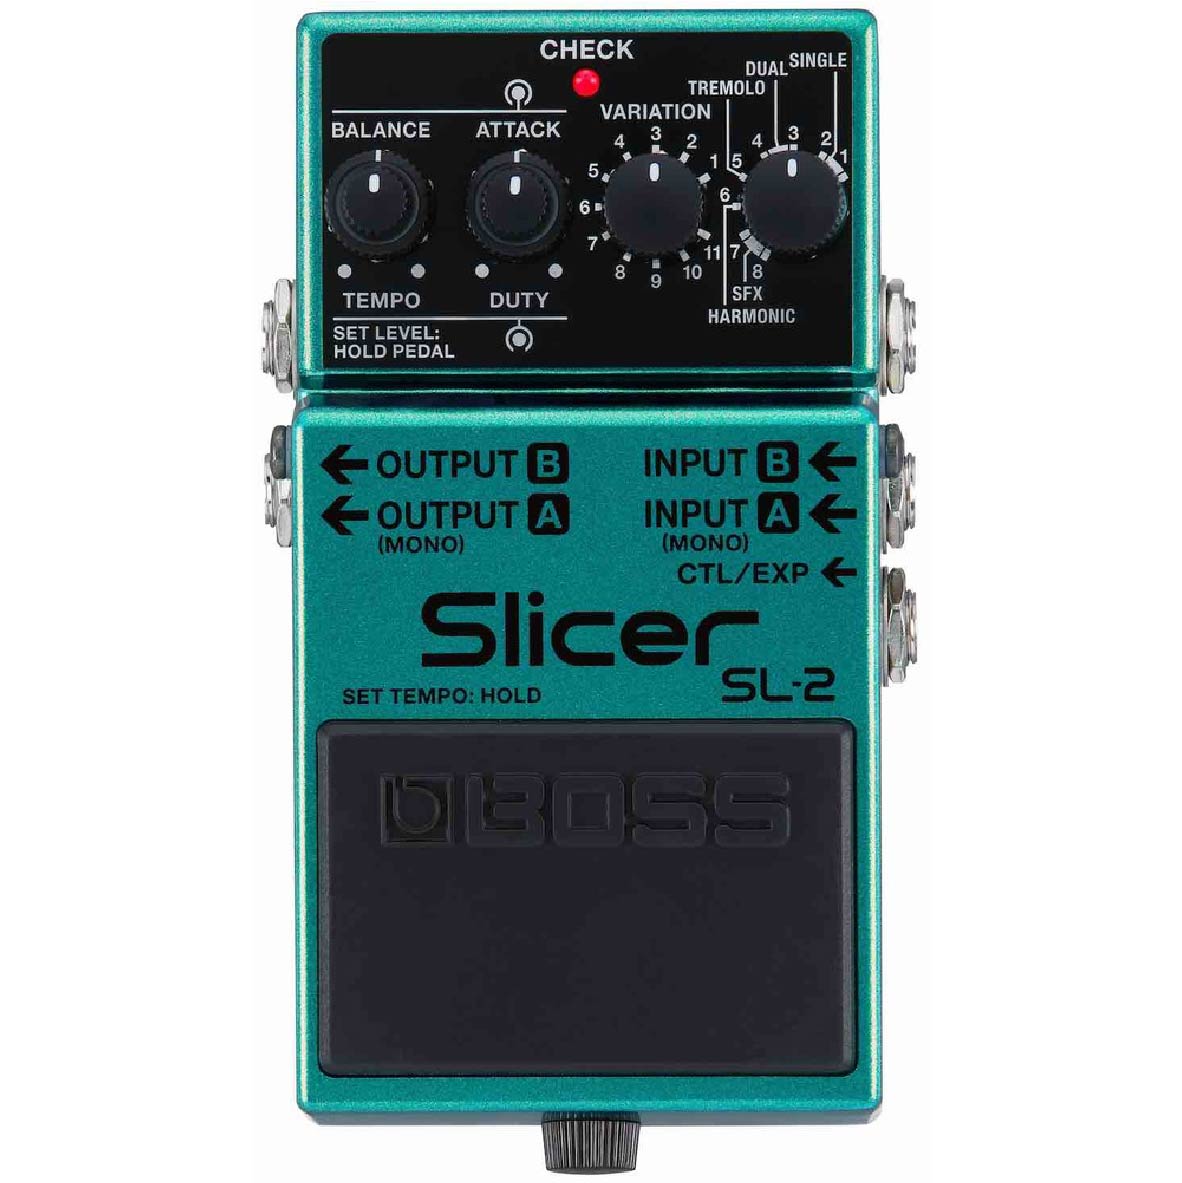 CHECK
BALANCE
ATTACK
VARIATION
TREMOLO
DUAL
SINGLE
1
2
3
4
5
6
7
8
9
10
11
1
2
3
4
5
6
7
8
SFX
HARMONIC
TEMPO
DUTY
SET LEVEL:
HOLD PEDAL
OUTPUT B
INPUT B
OUTPUT A
INPUT A
(MONO)
(MONO)
CTL/EXP
Slicer
SL-2
SET TEMPO: HOLD
BOSS